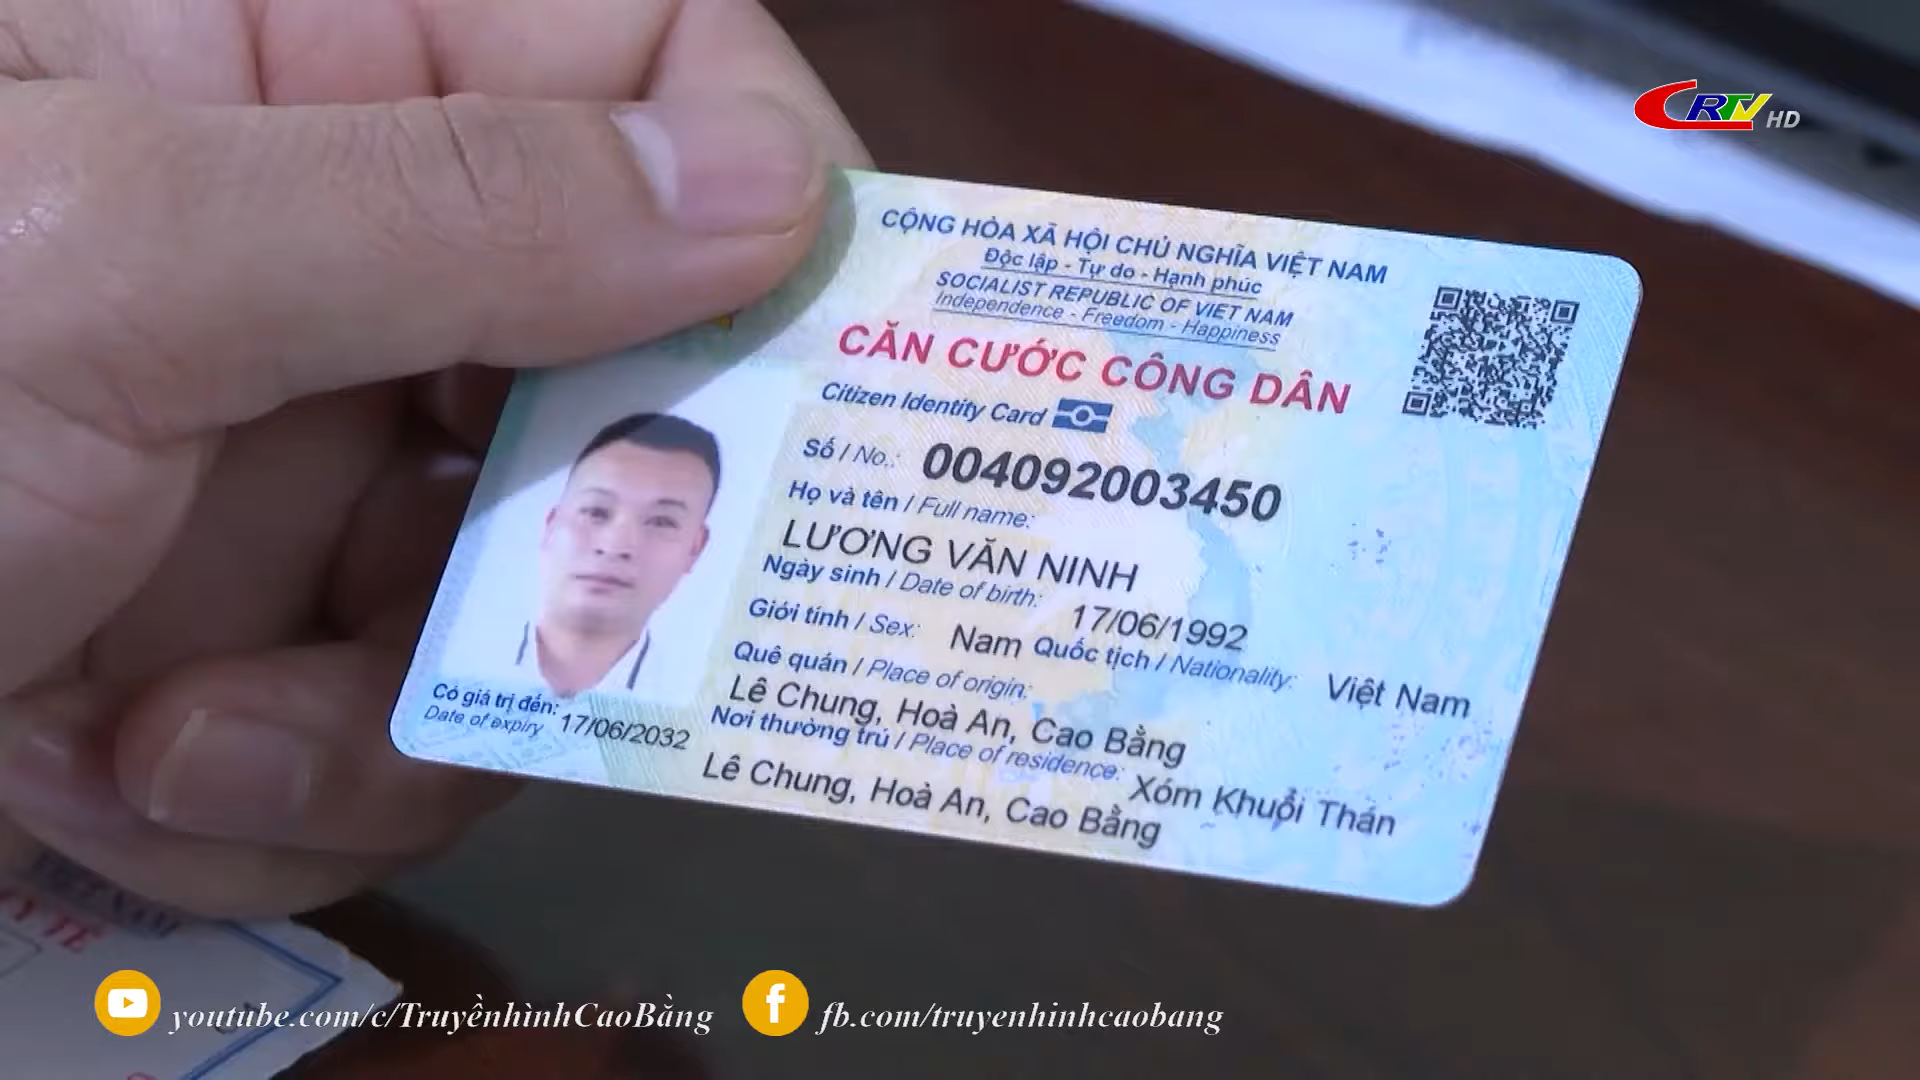 CRTV HD
CỘNG HÒA XÃ HỘI CHỦ NGHĨA VIỆT NAM
Độc lập - Tự do - Hạnh phúc
SOCIALIST REPUBLIC OF VIET NAM
Independence - Freedom - Happiness
CĂN CƯỚC CÔNG DÂN
Citizen Identity Card
Số / No.: 004092003450
Họ và tên / Full name:
LƯƠNG VĂN NINH
Ngày sinh / Date of birth: 17/06/1992
Giới tính / Sex: Nam Quốc tịch / Nationality: Việt Nam
Quê quán / Place of origin:
Lê Chung, Hoà An, Cao Bằng
Nơi thường trú / Place of residence: Xóm Khuổi Thán
Lê Chung, Hoà An, Cao Bằng
Có giá trị đến: 17/06/2032
Date of expiry
Y TẾ
youtube.com/c/TruyềnhìnhCaoBằng
fb.com/truyenhinhcaobang